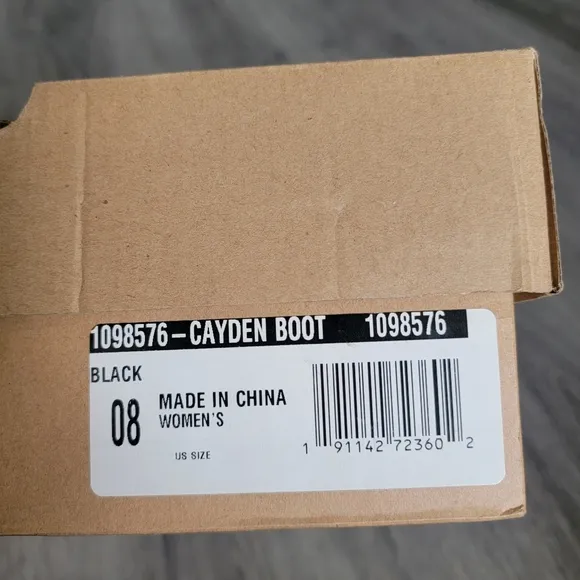 1098576-CAYDEN BOOT 1098576
BLACK
08
MADE IN CHINA
WOMEN'S
US SIZE
1 91142 72360 2